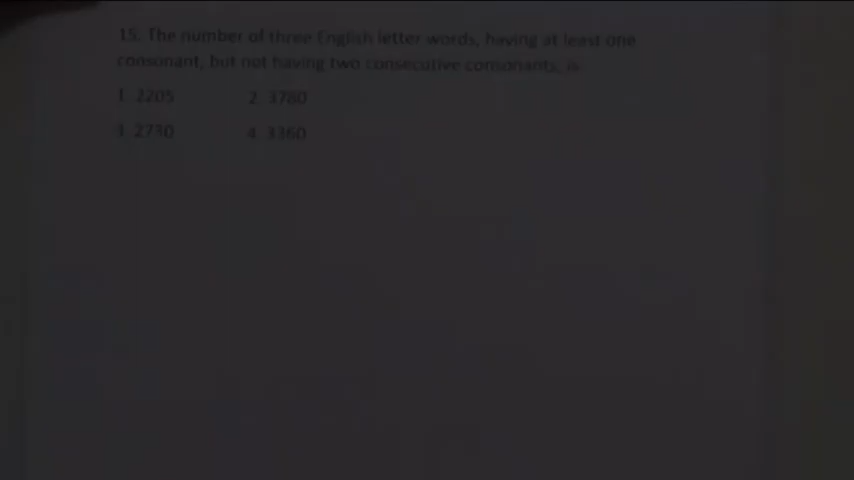 15. The number of three English letter words, having at least one
consonant, but not having two consecutive consonants, is
1. 2205 2. 3780
3. 2730 4. 3360